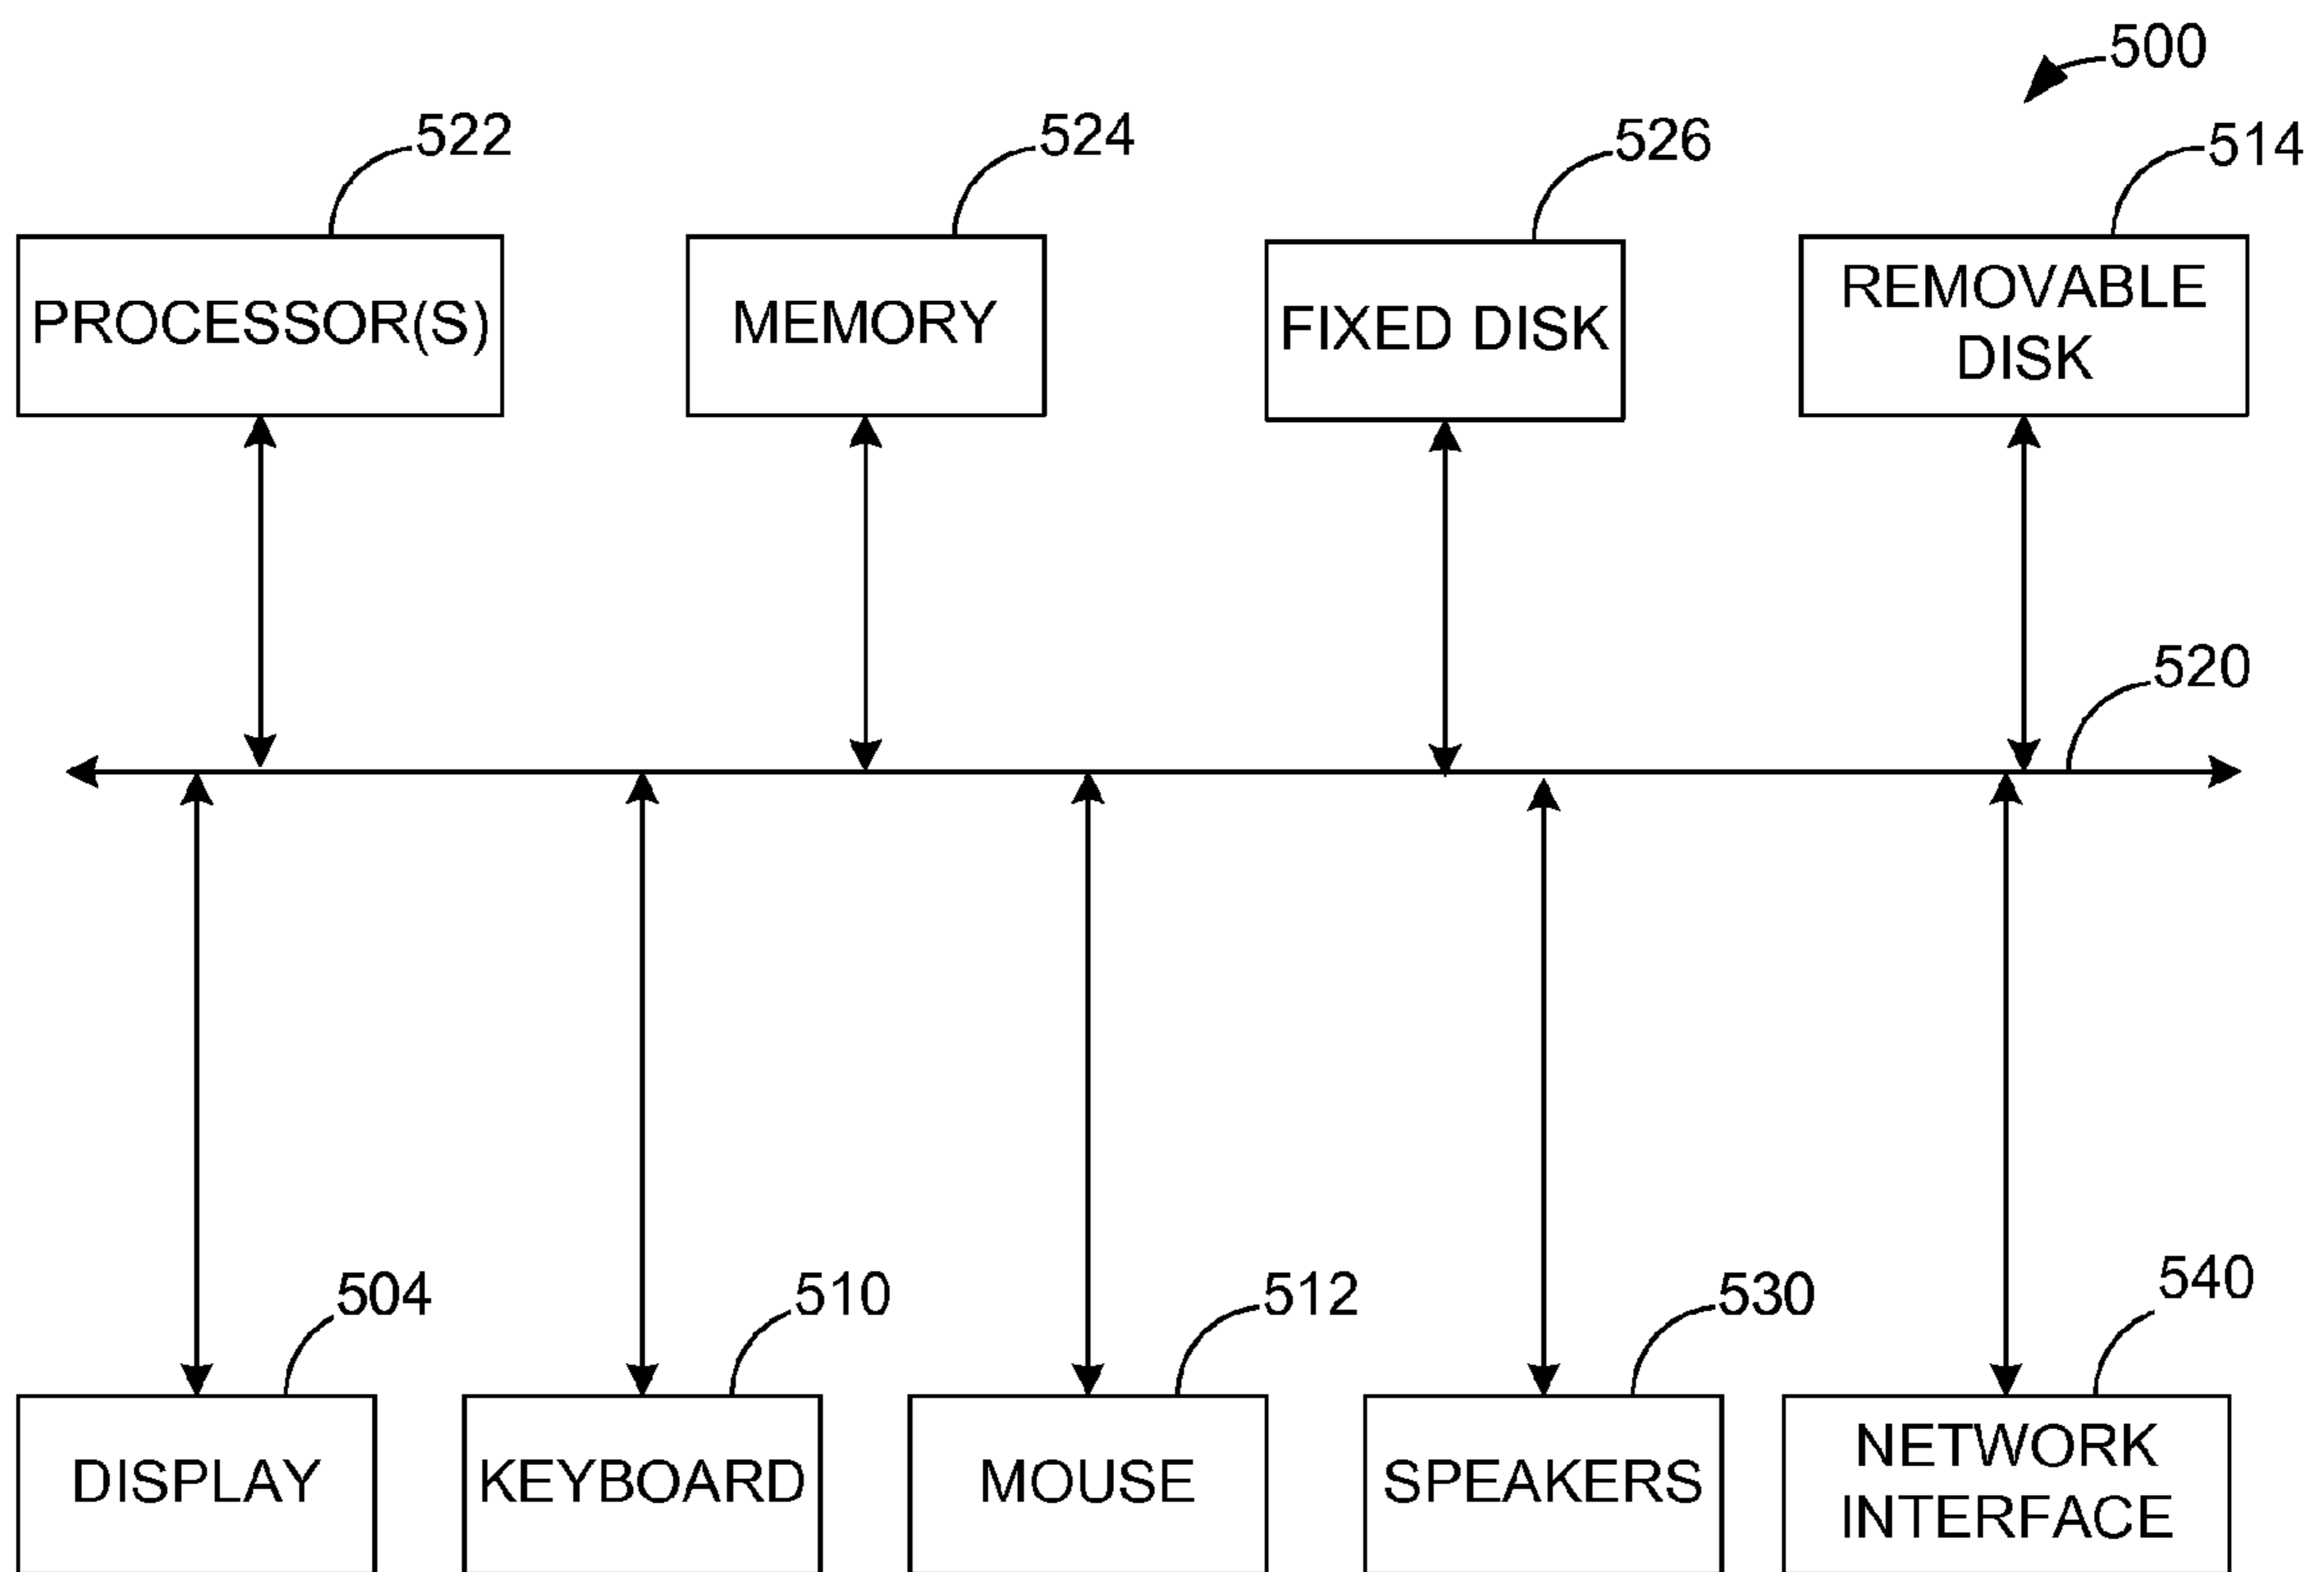 500
522
524
526
514
PROCESSOR(S)
MEMORY
FIXED DISK
REMOVABLE
DISK
520
504
510
512
530
540
DISPLAY
KEYBOARD
MOUSE
SPEAKERS
NETWORK
INTERFACE